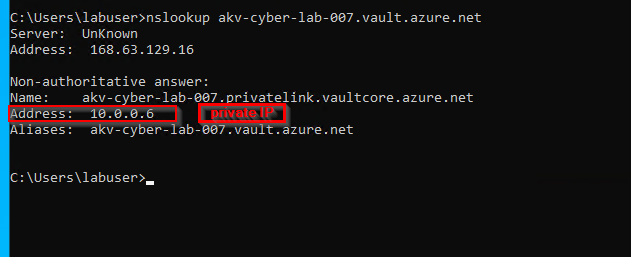 C:\Users\labuser>nslookup akv-cyber-lab-007.vault.azure.net
Server:  UnKnown
Address:  168.63.129.16
Non-authoritative answer:
Name:    akv-cyber-lab-007.privatelink.vaultcore.azure.net
Address:  10.0.0.6 private IP
Aliases:  akv-cyber-lab-007.vault.azure.net
C:\Users\labuser>